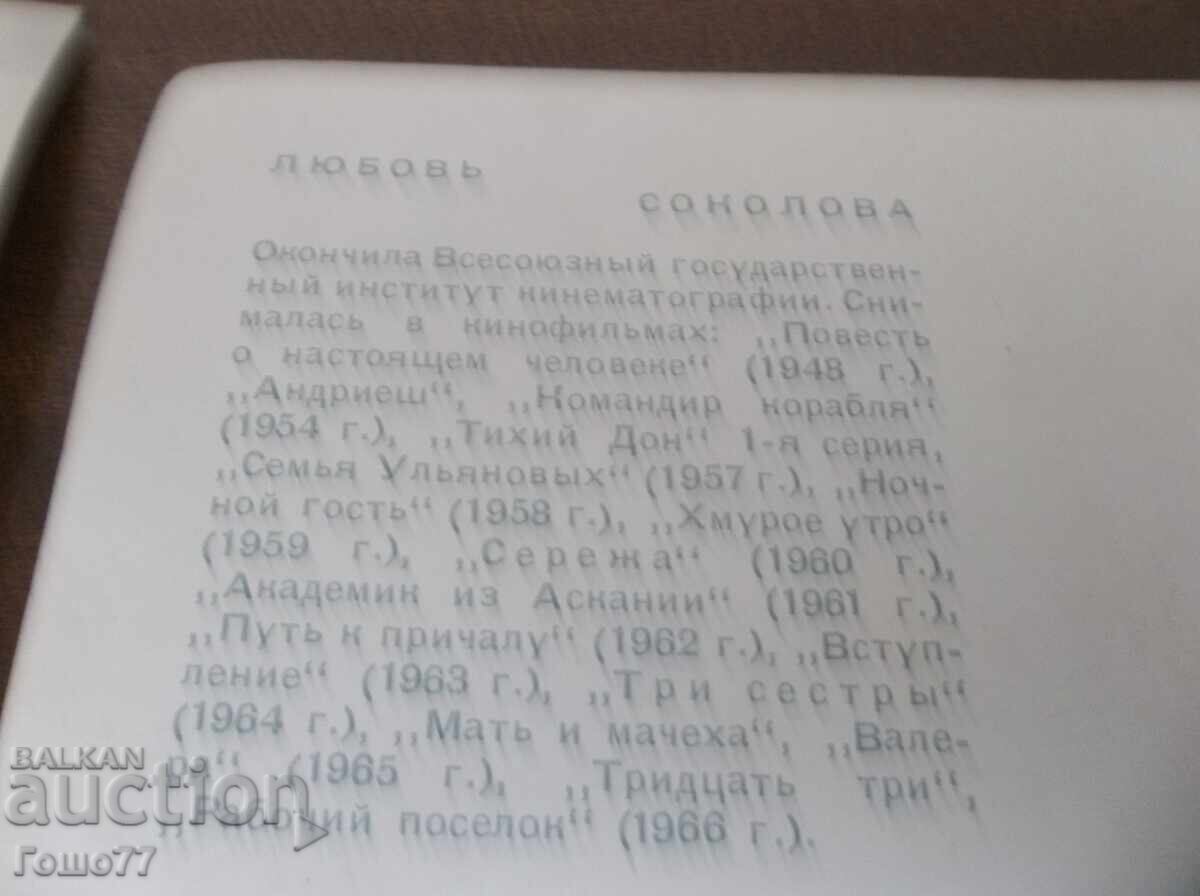 ЛЮБОВЬ
СОКОЛОВА
Окончила Всесоюзный государствен-
ный институт кинематографии. Сни-
малась в кинофильмах: „Повесть
о настоящем человеке“ (1948 г.),
„Андриеш“, „Командир корабля“
(1954 г.), „Тихий Дон“ 1-я серия,
„Семья Ульяновых“ (1957 г.), „Ноч-
ной гость“ (1958 г.), „Хмурое утро“
(1959 г.), „Сережа“ (1960 г.),
„Академик из Аскании“ (1961 г.),
„Путь к причалу“ (1962 г.), „Вступ-
ление“ (1963 г.), „Три сестры“
(1964 г.), „Мать и мачеха“, „Вале-
ра“ (1965 г.), „Тридцать три“,
„Рабочий поселок“ (1966 г.).
BALKAN
auction
Гошо77